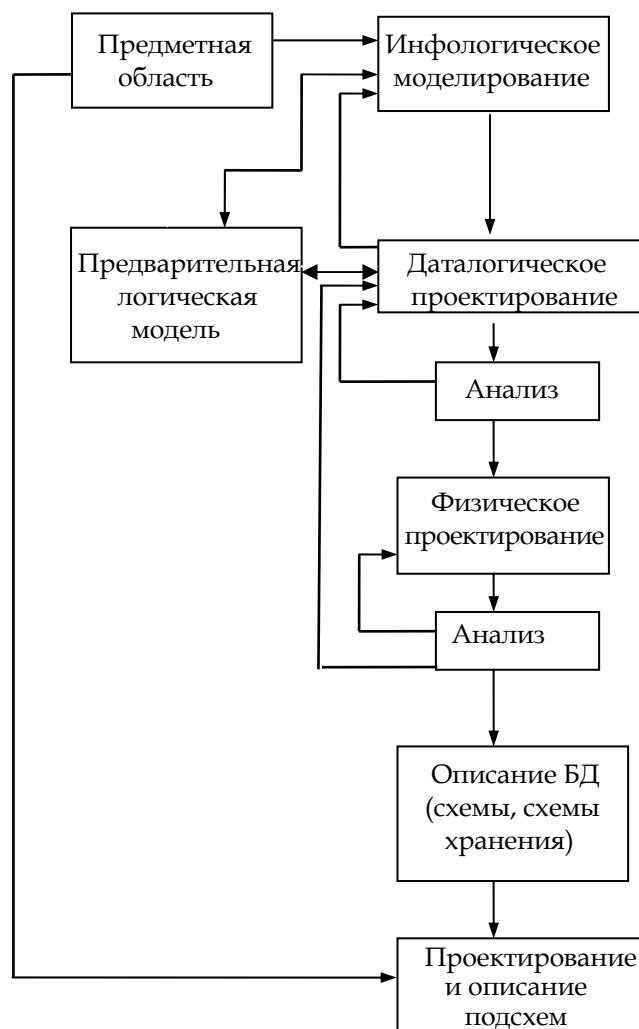 Предметная
область
Инфологическое
моделирование
Предварительная
логическая
модель
Даталогическое
проектирование
Анализ
Физическое
проектирование
Анализ
Описание БД
(схемы, схемы
хранения)
Проектирование
и описание
подсхем